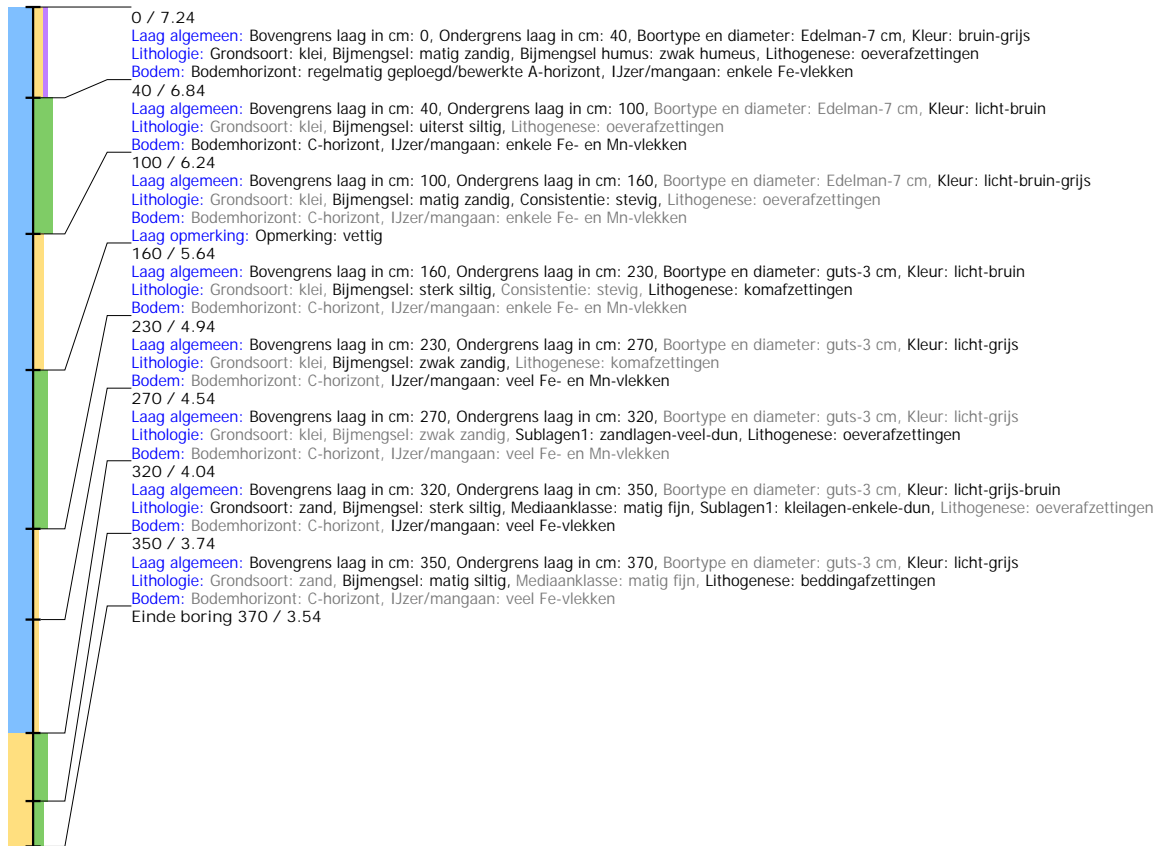 0 / 7.24
Laag algemeen: Bovengrens laag in cm: 0, Ondergrens laag in cm: 40, Boortype en diameter: Edelman-7 cm, Kleur: bruin-grijs
Lithologie: Grondsoort: klei, Bijmengsel: matig zandig, Bijmengsel humus: zwak humeus, Lithogenese: oeverafzettingen
Bodem: Bodemhorizont: regelmatig geploegd/bewerkte A-horizont, IJzer/mangaan: enkele Fe-vlekken
40 / 6.84
Laag algemeen: Bovengrens laag in cm: 40, Ondergrens laag in cm: 100, Boortype en diameter: Edelman-7 cm, Kleur: licht-bruin
Lithologie: Grondsoort: klei, Bijmengsel: uiterst siltig, Lithogenese: oeverafzettingen
Bodem: Bodemhorizont: C-horizont, IJzer/mangaan: enkele Fe- en Mn-vlekken
100 / 6.24
Laag algemeen: Bovengrens laag in cm: 100, Ondergrens laag in cm: 160, Boortype en diameter: Edelman-7 cm, Kleur: licht-bruin-grijs
Lithologie: Grondsoort: klei, Bijmengsel: matig zandig, Consistentie: stevig, Lithogenese: oeverafzettingen
Bodem: Bodemhorizont: C-horizont, IJzer/mangaan: enkele Fe- en Mn-vlekken
Laag opmerking: Opmerking: vettig
160 / 5.64
Laag algemeen: Bovengrens laag in cm: 160, Ondergrens laag in cm: 230, Boortype en diameter: guts-3 cm, Kleur: licht-bruin
Lithologie: Grondsoort: klei, Bijmengsel: sterk siltig, Consistentie: stevig, Lithogenese: komafzettingen
Bodem: Bodemhorizont: C-horizont, IJzer/mangaan: enkele Fe- en Mn-vlekken
230 / 4.94
Laag algemeen: Bovengrens laag in cm: 230, Ondergrens laag in cm: 270, Boortype en diameter: guts-3 cm, Kleur: licht-grijs
Lithologie: Grondsoort: klei, Bijmengsel: zwak zandig, Lithogenese: komafzettingen
Bodem: Bodemhorizont: C-horizont, IJzer/mangaan: veel Fe- en Mn-vlekken
270 / 4.54
Laag algemeen: Bovengrens laag in cm: 270, Ondergrens laag in cm: 320, Boortype en diameter: guts-3 cm, Kleur: licht-grijs
Lithologie: Grondsoort: klei, Bijmengsel: zwak zandig, Sublagen1: zandlagen-veel-dun, Lithogenese: oeverafzettingen
Bodem: Bodemhorizont: C-horizont, IJzer/mangaan: veel Fe- en Mn-vlekken
320 / 4.04
Laag algemeen: Bovengrens laag in cm: 320, Ondergrens laag in cm: 350, Boortype en diameter: guts-3 cm, Kleur: licht-grijs-bruin
Lithologie: Grondsoort: zand, Bijmengsel: sterk siltig, Mediaanklasse: matig fijn, Sublagen1: kleilagen-enkele-dun, Lithogenese: oeverafzettingen
Bodem: Bodemhorizont: C-horizont, IJzer/mangaan: veel Fe-vlekken
350 / 3.74
Laag algemeen: Bovengrens laag in cm: 350, Ondergrens laag in cm: 370, Boortype en diameter: guts-3 cm, Kleur: licht-grijs
Lithologie: Grondsoort: zand, Bijmengsel: matig siltig, Mediaanklasse: matig fijn, Lithogenese: beddingafzettingen
Bodem: Bodemhorizont: C-horizont, IJzer/mangaan: veel Fe-vlekken
Einde boring 370 / 3.54